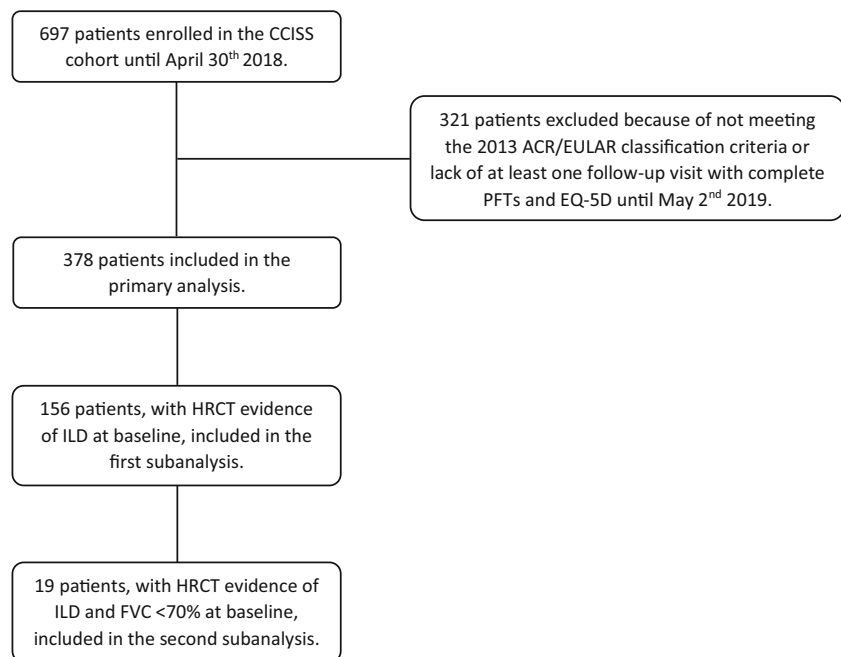 697 patients enrolled in the CCISS
cohort until April 30th 2018.
321 patients excluded because of not meeting
the 2013 ACR/EULAR classification criteria or
lack of at least one follow-up visit with complete
PFTs and EQ-5D until May 2nd 2019.
378 patients included in the
primary analysis.
156 patients, with HRCT evidence
of ILD at baseline, included in the
first subanalysis.
19 patients, with HRCT evidence of
ILD and FVC <70% at baseline,
included in the second subanalysis.